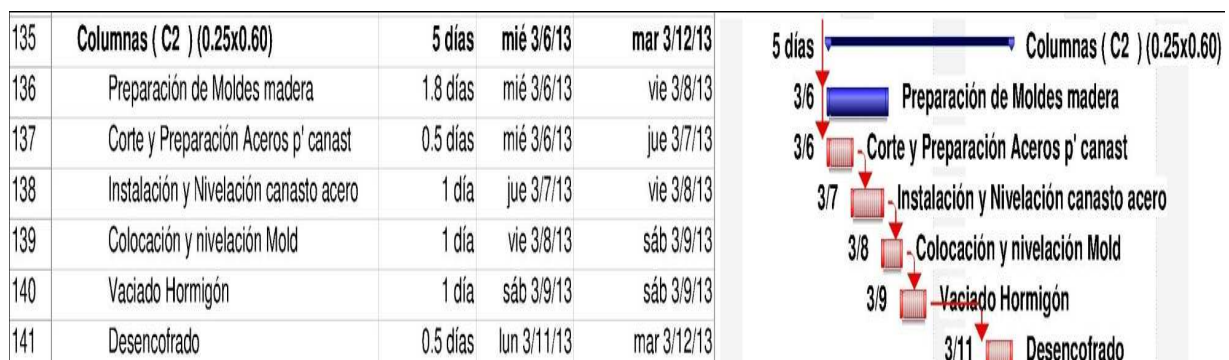 135 Columnas ( C2 ) (0.25x0.60) 5 días mié 3/6/13 mar 3/12/13 5 días Columnas ( C2 ) (0.25x0.60)
136 Preparación de Moldes madera 1.8 días mié 3/6/13 vie 3/8/13 3/6 Preparación de Moldes madera
137 Corte y Preparación Aceros p' canast 0.5 días mié 3/6/13 jue 3/7/13 3/6 Corte y Preparación Aceros p' canast
138 Instalación y Nivelación canasto acero 1 día jue 3/7/13 vie 3/8/13 3/7 Instalación y Nivelación canasto acero
139 Colocación y nivelación Mold 1 día vie 3/8/13 sáb 3/9/13 3/8 Colocación y nivelación Mold
140 Vaciado Hormigón 1 día sáb 3/9/13 sáb 3/9/13 3/9 Vaciado Hormigón
141 Desencofrado 0.5 días lun 3/11/13 mar 3/12/13 3/11 Desencofrado